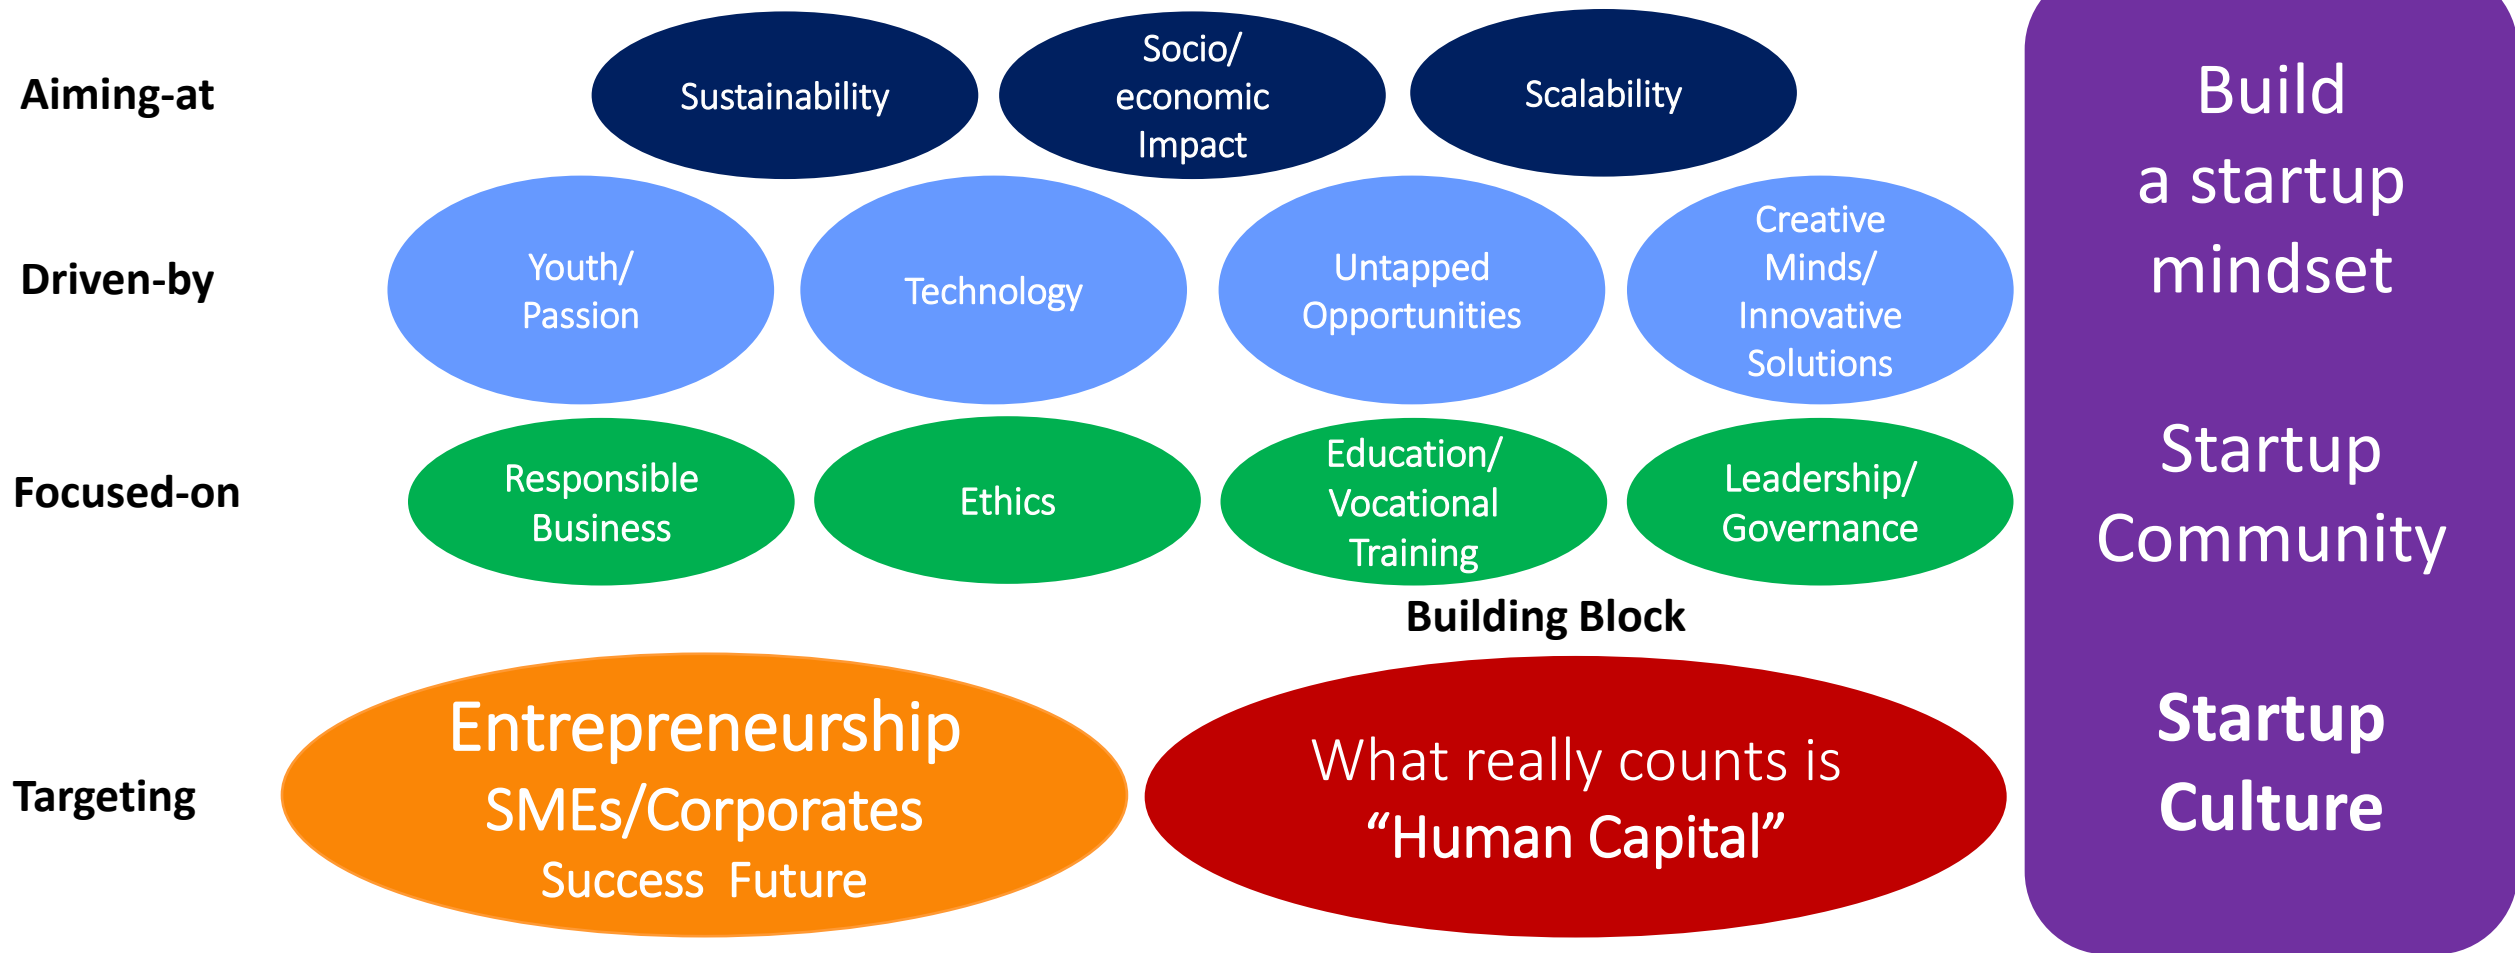 Aiming-at
Sustainability
Socio/
economic
Impact
Scalability
Driven-by
Youth/
Passion
Technology
Untapped
Opportunities
Creative
Minds/
Innovative
Solutions
Focused-on
Responsible
Business
Ethics
Education/
Vocational
Training
Leadership/
Governance
Building Block
Targeting
Entrepreneurship
SMEs/Corporates
Success Future
What really counts is
“Human Capital”
Build
a startup
mindset
Startup
Community
Startup
Culture